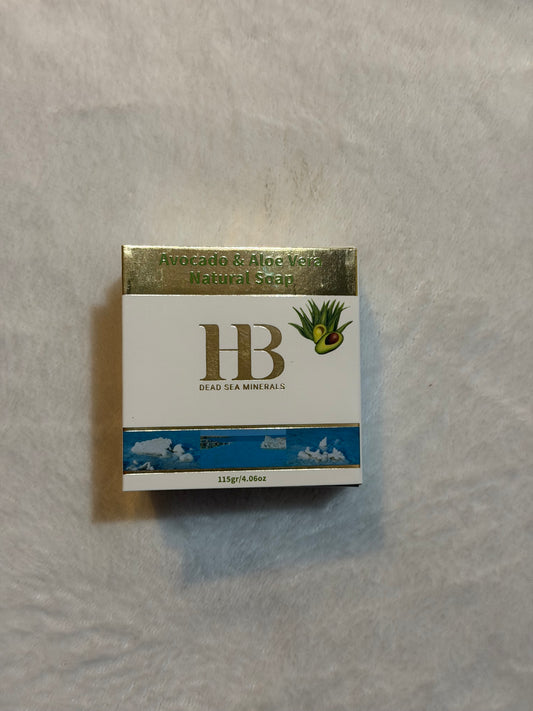 Avocado & Aloe Vera
Natural Soap
HB
DEAD SEA MINERALS
115gr/4.06oz